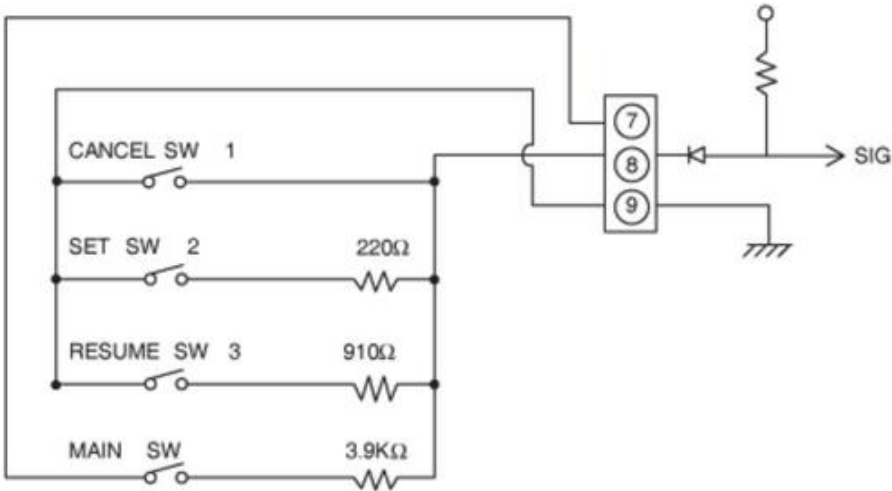 7
CANCEL SW 1
8
SIG
9
SET SW 2
220Ω
RESUME SW 3
910Ω
MAIN SW
3.9KΩ